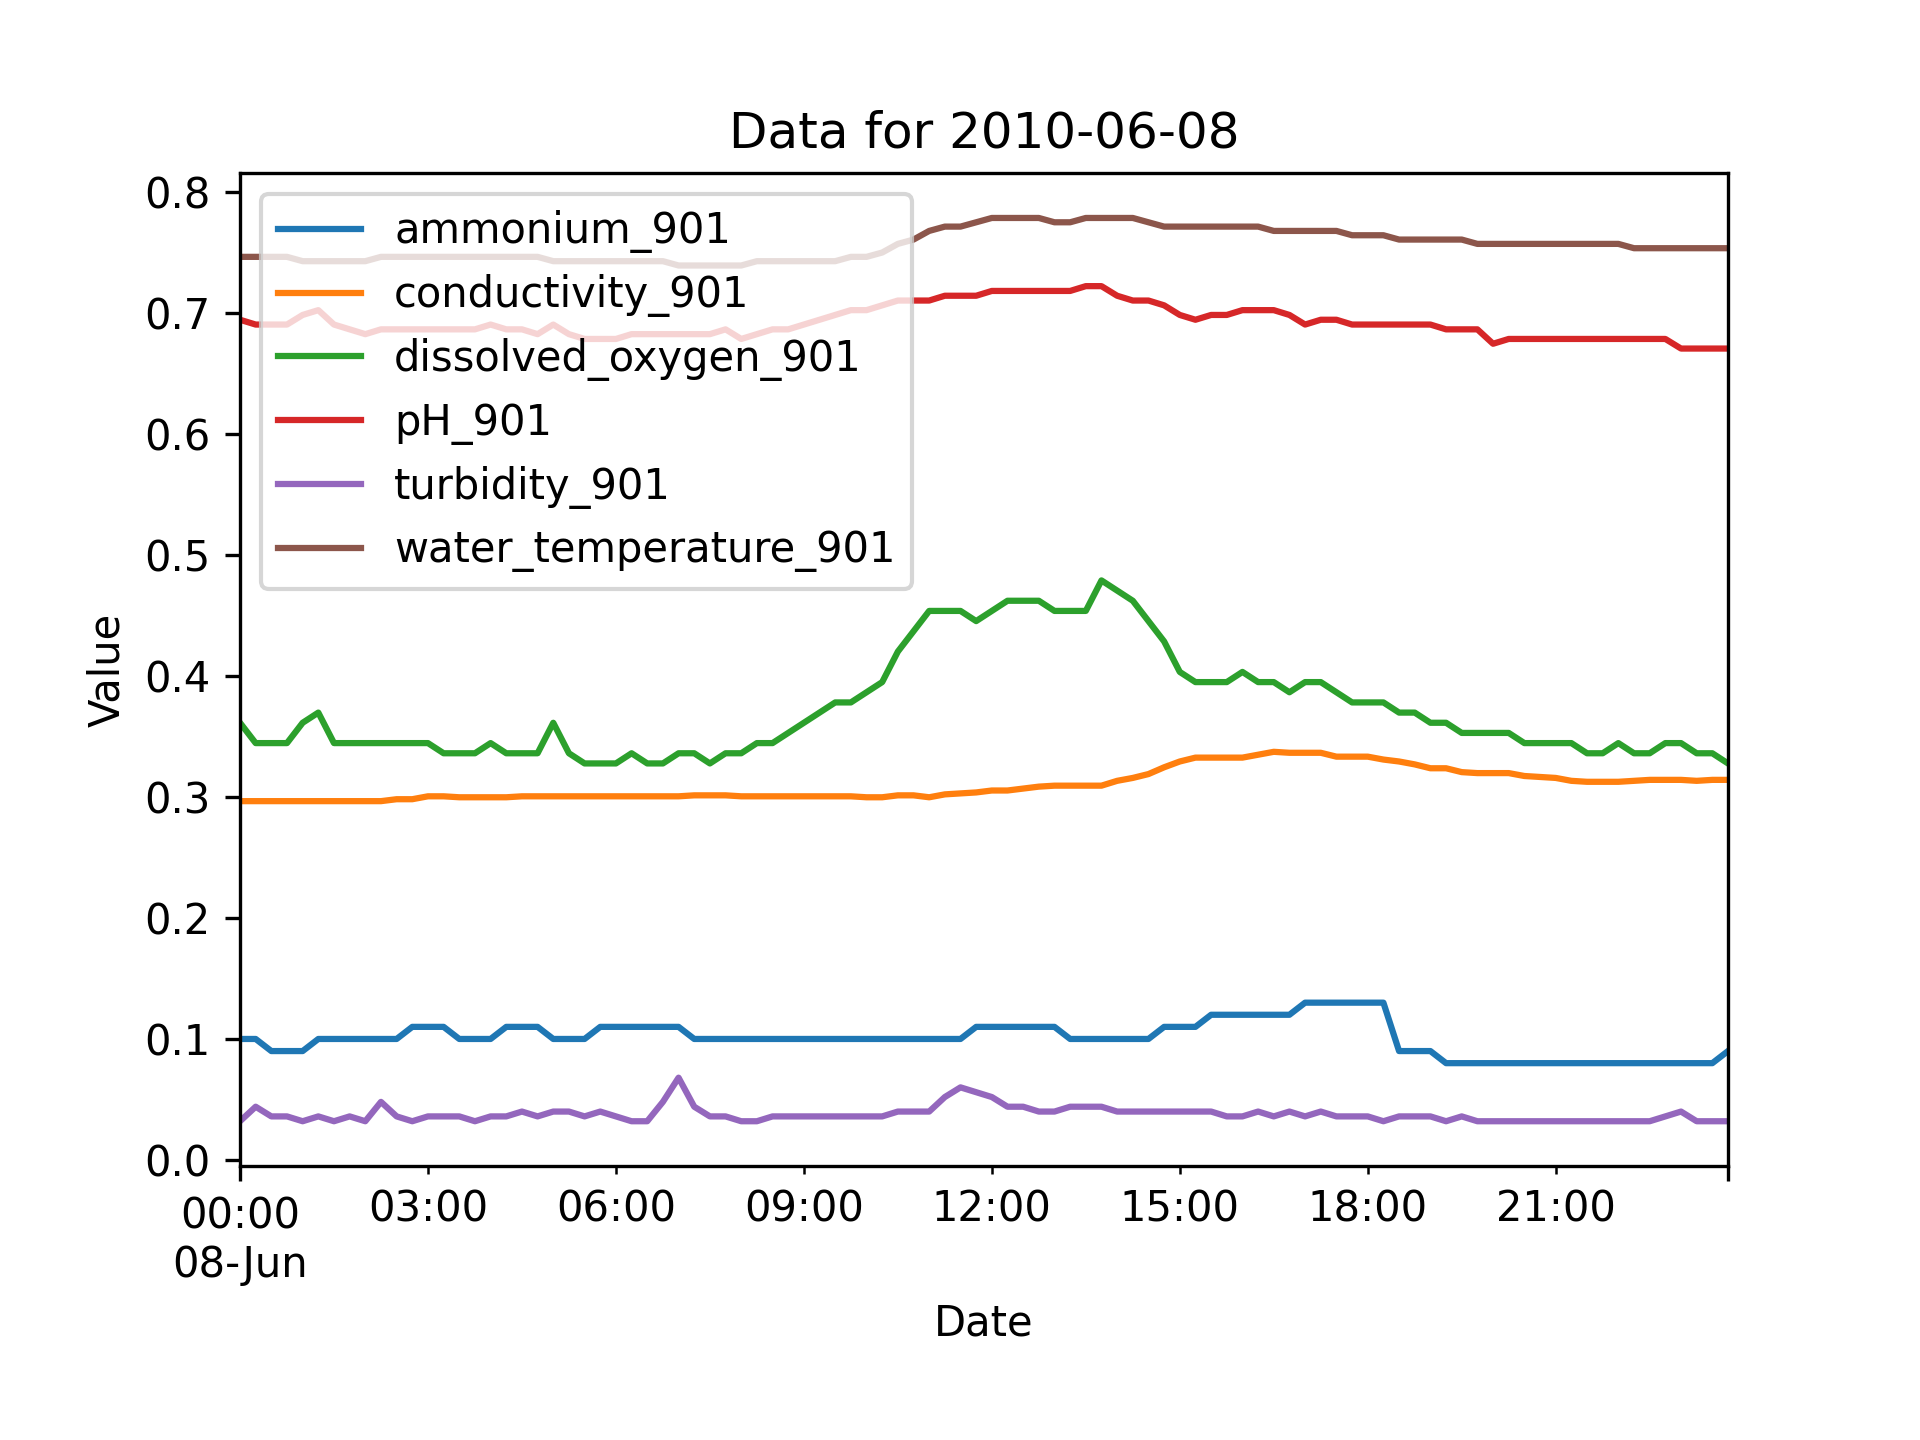 Data for 2010-06-08
0.8
0.7
0.6
0.5
0.4
0.3
0.2
0.1
0.0
Value
ammonium_901
conductivity_901
dissolved_oxygen_901
pH_901
turbidity_901
water_temperature_901
00:00 03:00 06:00 09:00 12:00 15:00 18:00 21:00
08-Jun
Date